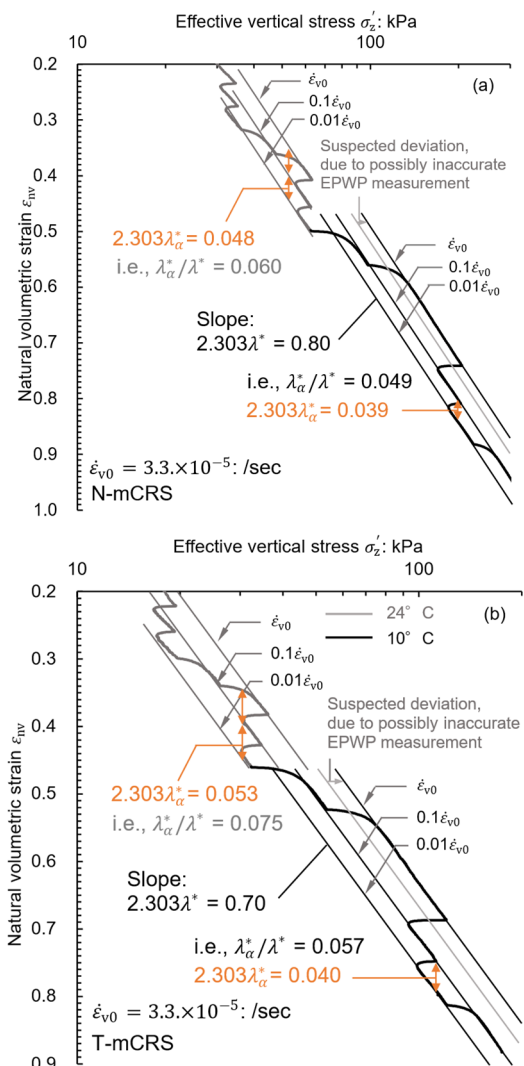 Effective vertical stress σ′z: kPa
10 100
0.2
0.3
0.4
0.5
0.6
0.7
0.8
0.9
1.0
Natural volumetric strain εnv
(a)
ε̇v0
0.1ε̇v0
0.01ε̇v0
Suspected deviation,
due to possibly inaccurate
EPWP measurement
2.303λ*α = 0.048
i.e., λ*α/λ* = 0.060
ε̇v0
0.1ε̇v0
0.01ε̇v0
Slope:
2.303λ* = 0.80
i.e., λ*α/λ* = 0.049
2.303λ*α = 0.039
ε̇v0 = 3.3.×10⁻⁵: /sec
N-mCRS
Effective vertical stress σ′z: kPa
10 100
0.2
0.3
0.4
0.5
0.6
0.7
0.8
0.9
Natural volumetric strain εnv
(b)
24° C
10° C
ε̇v0
0.1ε̇v0
0.01ε̇v0
Suspected deviation,
due to possibly inaccurate
EPWP measurement
2.303λ*α = 0.053
i.e., λ*α/λ* = 0.075
ε̇v0
0.1ε̇v0
0.01ε̇v0
Slope:
2.303λ* = 0.70
i.e., λ*α/λ* = 0.057
2.303λ*α = 0.040
ε̇v0 = 3.3.×10⁻⁵: /sec
T-mCRS